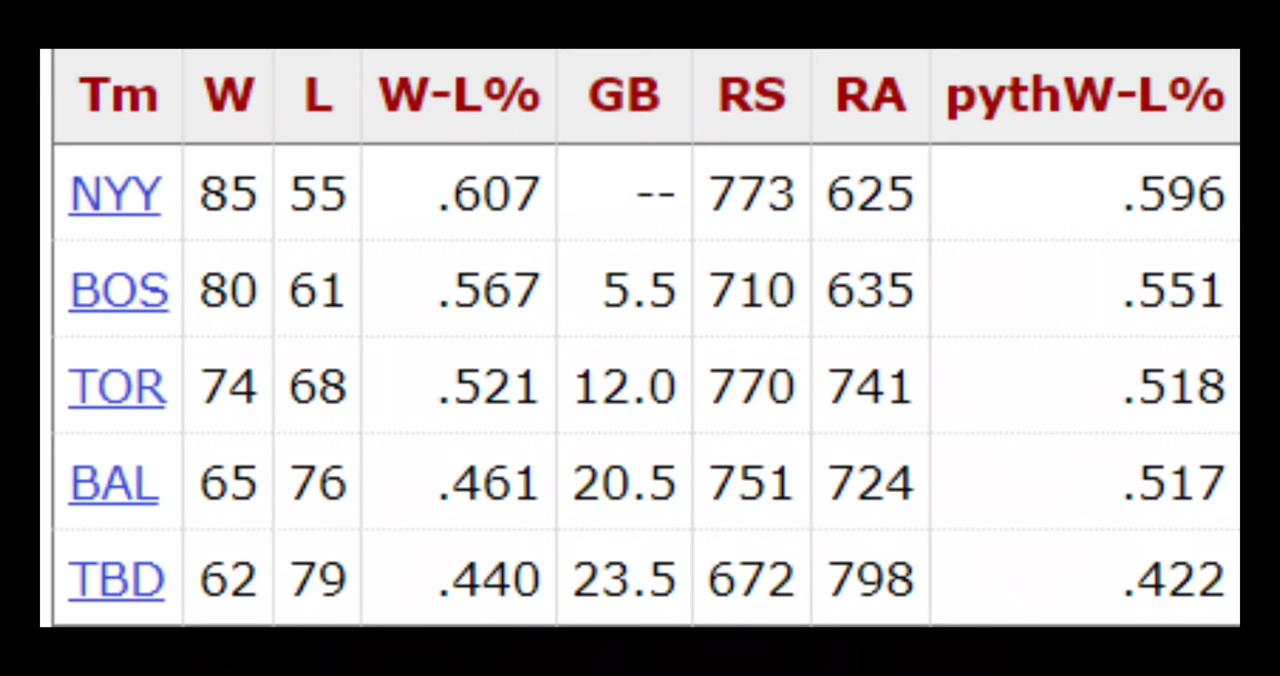 Tm W L W-L% GB RS RA pythW-L%
NYY 85 55 .607 -- 773 625 .596
BOS 80 61 .567 5.5 710 635 .551
TOR 74 68 .521 12.0 770 741 .518
BAL 65 76 .461 20.5 751 724 .517
TBD 62 79 .440 23.5 672 798 .422